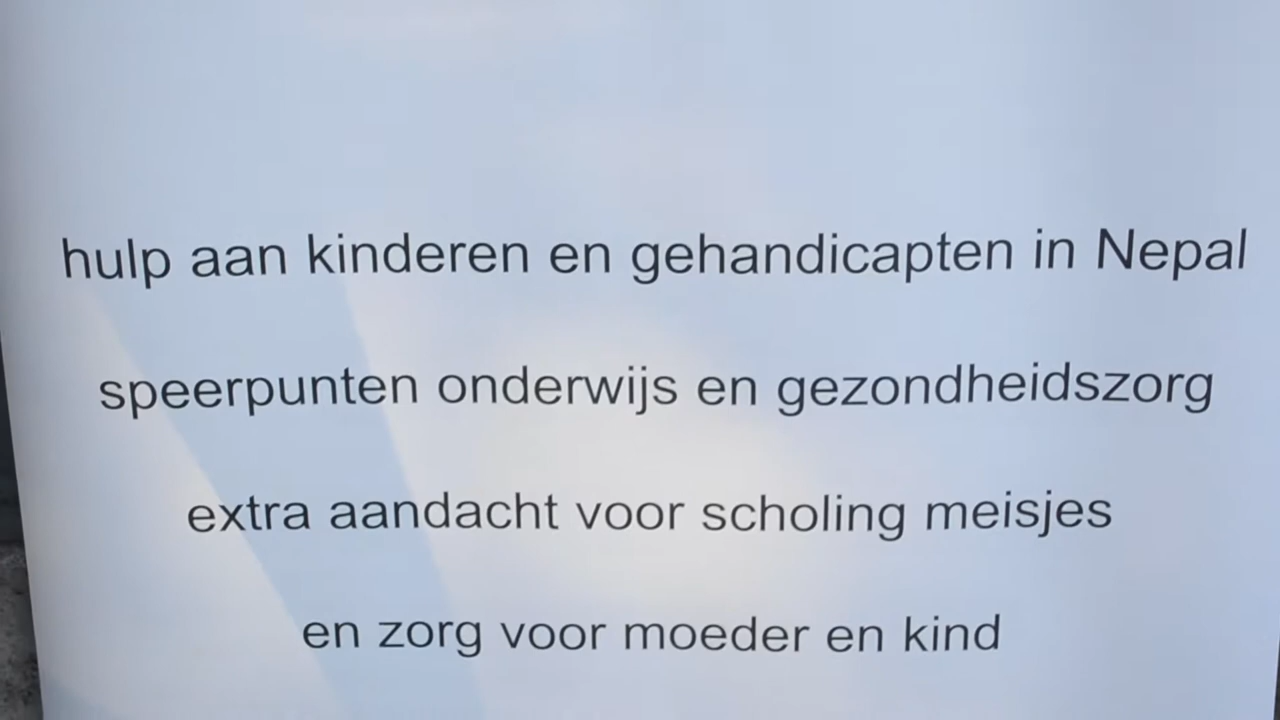 hulp aan kinderen en gehandicapten in Nepal
speerpunten onderwijs en gezondheidszorg
extra aandacht voor scholing meisjes
en zorg voor moeder en kind